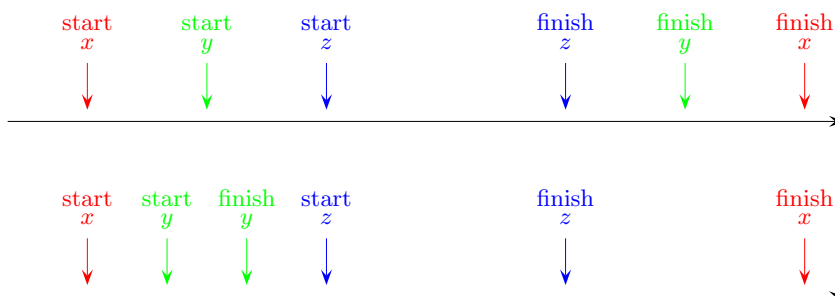 start start start finish finish finish
x y z z y x
start start finish start finish finish
x y y z z x